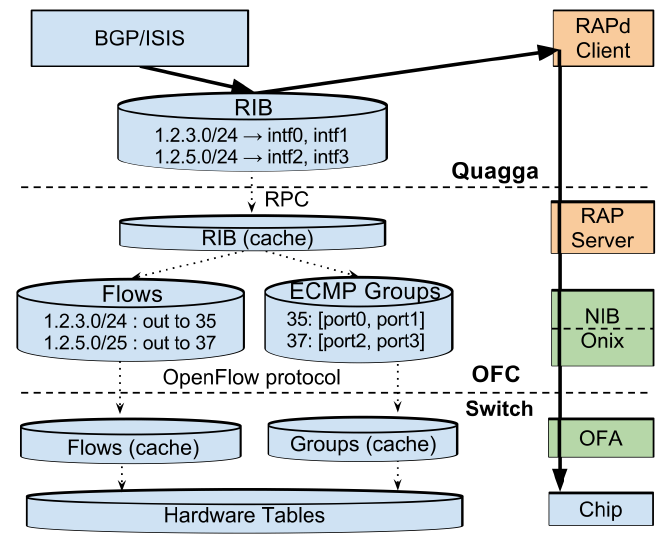 BGP/ISIS
RAPd
Client
RIB
1.2.3.0/24 → intf0, intf1
1.2.5.0/24 → intf2, intf3
Quagga
RPC
RAP
Server
RIB (cache)
Flows
1.2.3.0/24 : out to 35
1.2.5.0/25 : out to 37
ECMP Groups
35: [port0, port1]
37: [port2, port3]
NIB
Onix
OpenFlow protocol
OFC
Switch
Flows (cache)
Groups (cache)
OFA
Hardware Tables
Chip